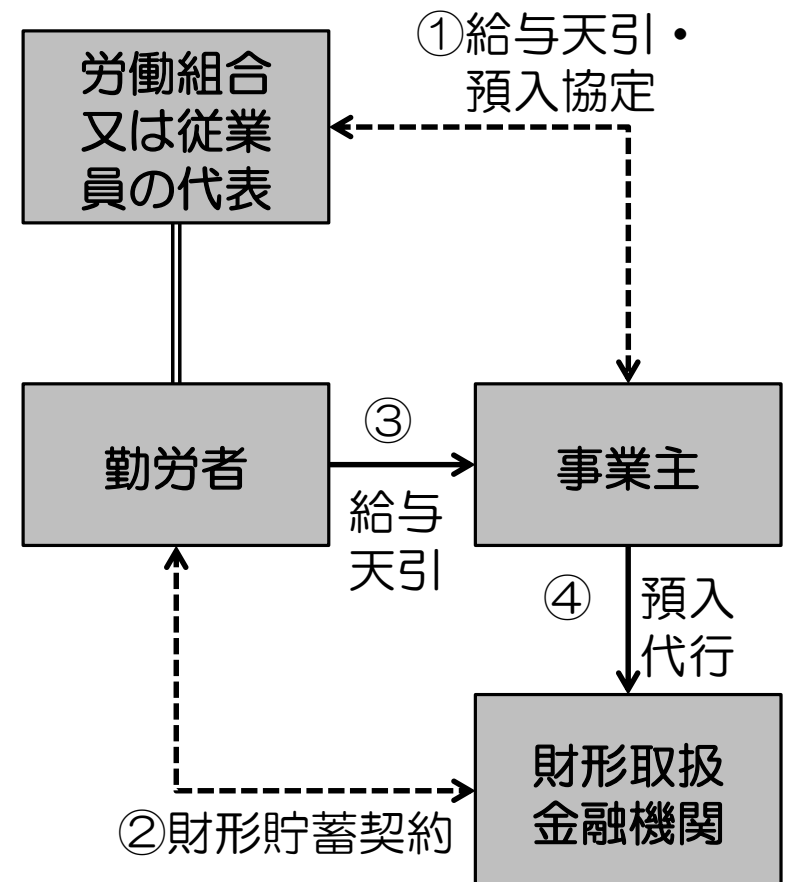 ①給与天引・
預入協定
労働組合
又は従業
員の代表
勤労者
③
給与
天引
事業主
④
預入
代行
②財形貯蓄契約
財形取扱
金融機関